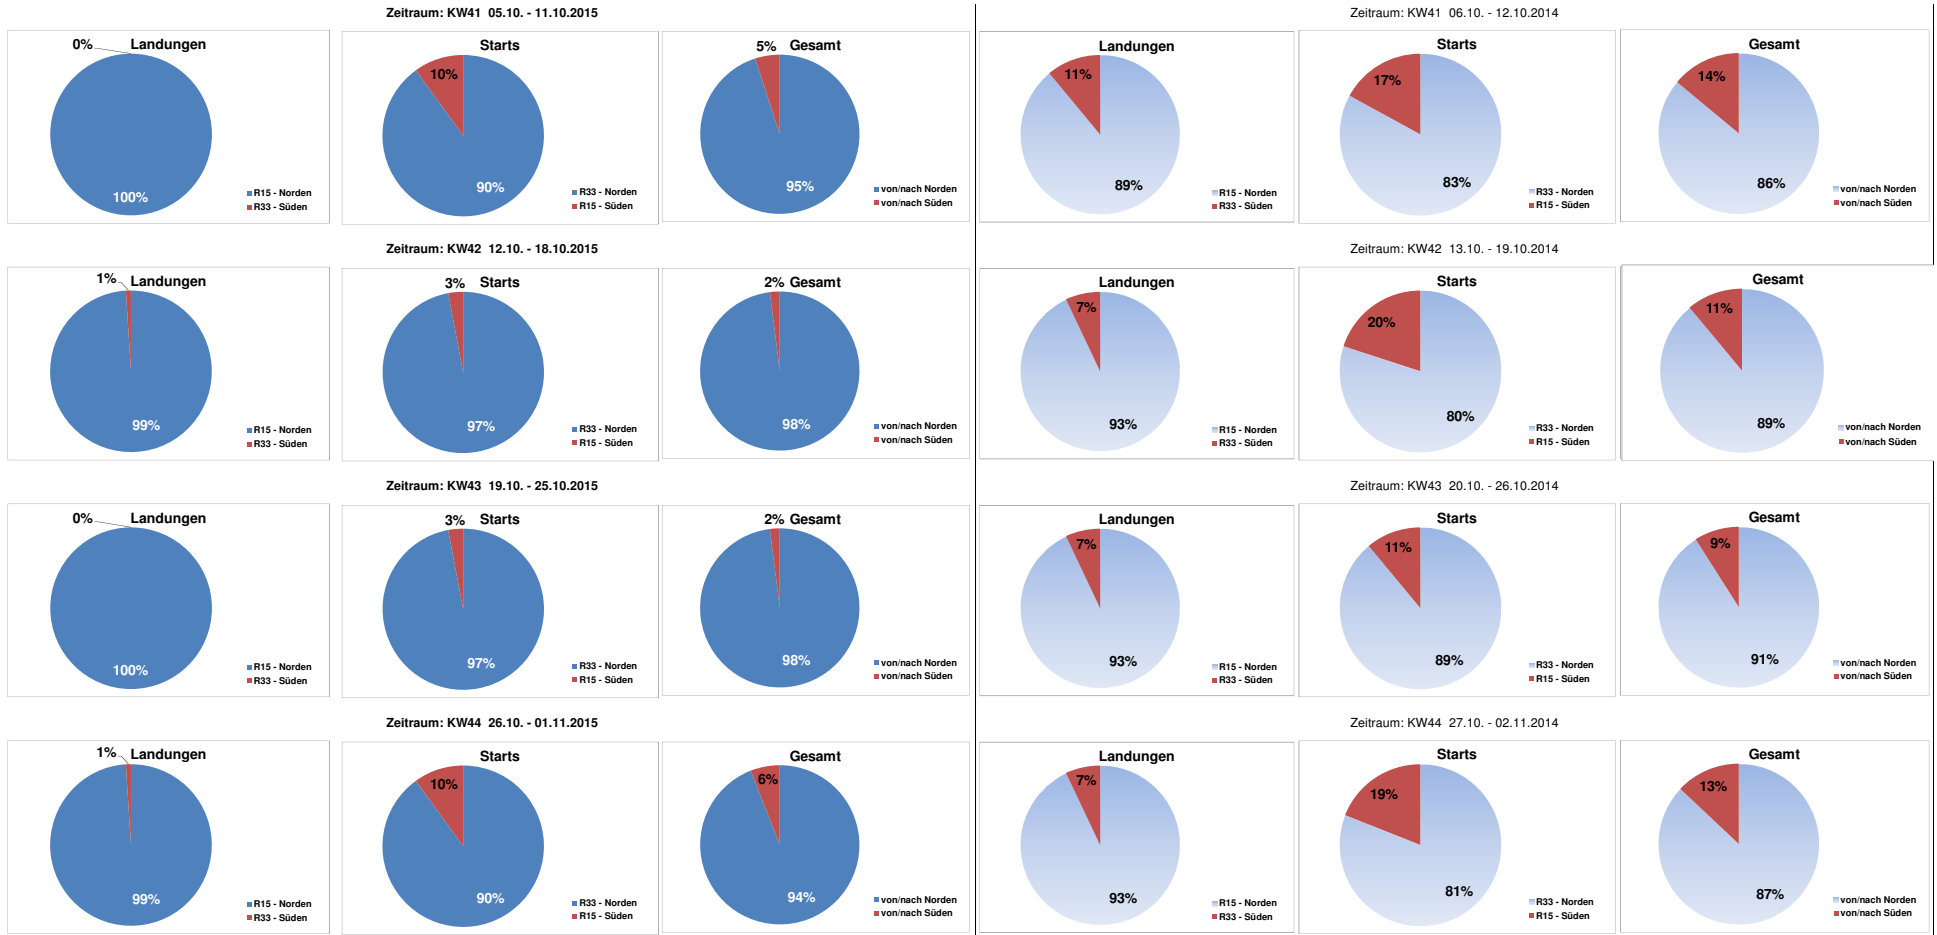 Zeitraum: KW41  05.10. - 11.10.2015
Zeitraum: KW41  06.10. - 12.10.2014
0%
Landungen
100%
R15 - Norden
R33 - Süden
Starts
10%
90%
R33 - Norden
R15 - Süden
5%
Gesamt
95%
von/nach Norden
von/nach Süden
Landungen
11%
89%
R15 - Norden
R33 - Süden
Starts
17%
83%
R33 - Norden
R15 - Süden
Gesamt
14%
86%
von/nach Norden
von/nach Süden
Zeitraum: KW42  12.10. - 18.10.2015
Zeitraum: KW42  13.10. - 19.10.2014
1%
Landungen
99%
R15 - Norden
R33 - Süden
3%
Starts
97%
R33 - Norden
R15 - Süden
2%
Gesamt
98%
von/nach Norden
von/nach Süden
Landungen
7%
93%
R15 - Norden
R33 - Süden
Starts
20%
80%
R33 - Norden
R15 - Süden
Gesamt
11%
89%
von/nach Norden
von/nach Süden
Zeitraum: KW43  19.10. - 25.10.2015
Zeitraum: KW43  20.10. - 26.10.2014
0%
Landungen
100%
R15 - Norden
R33 - Süden
3%
Starts
97%
R33 - Norden
R15 - Süden
2%
Gesamt
98%
von/nach Norden
von/nach Süden
Landungen
7%
93%
R15 - Norden
R33 - Süden
Starts
11%
89%
R33 - Norden
R15 - Süden
Gesamt
9%
91%
von/nach Norden
von/nach Süden
Zeitraum: KW44  26.10. - 01.11.2015
Zeitraum: KW44  27.10. - 02.11.2014
1%
Landungen
99%
R15 - Norden
R33 - Süden
Starts
10%
90%
R33 - Norden
R15 - Süden
Gesamt
6%
94%
von/nach Norden
von/nach Süden
Landungen
7%
93%
R15 - Norden
R33 - Süden
Starts
19%
81%
R33 - Norden
R15 - Süden
Gesamt
13%
87%
von/nach Norden
von/nach Süden